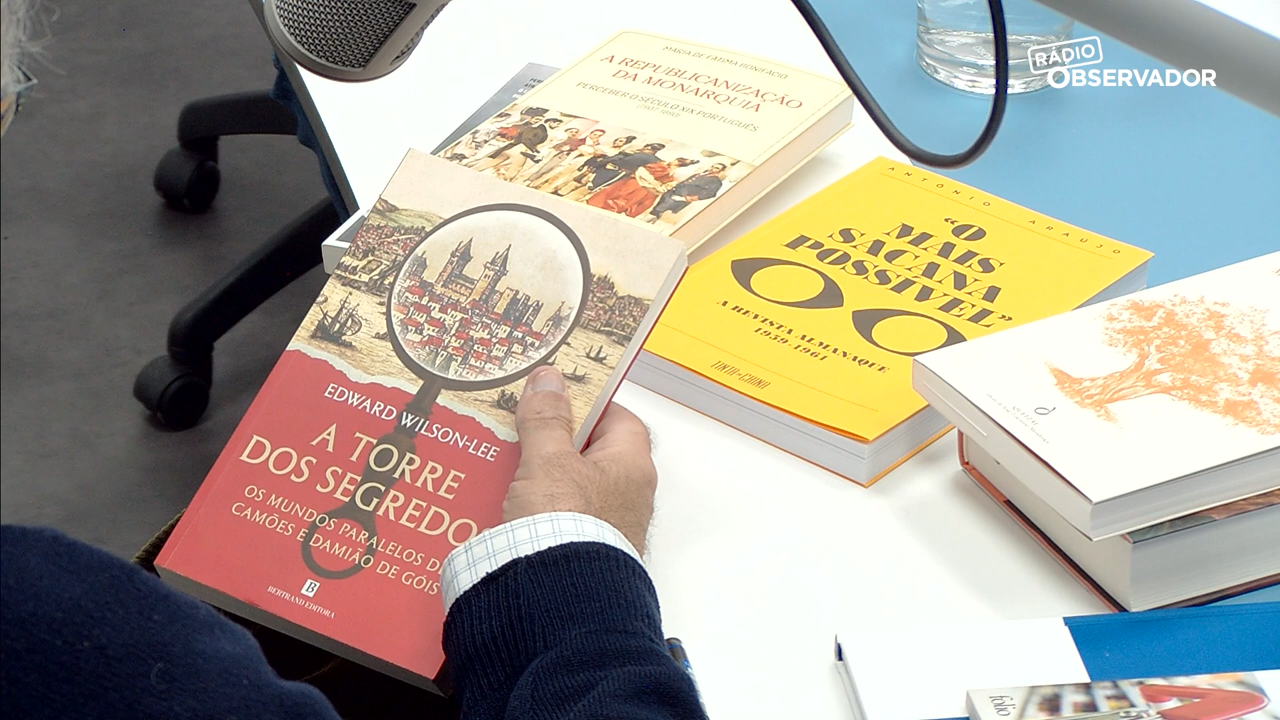 RÁDIO
OBSERVADOR
MARIA DE FÁTIMA BONIFÁCIO
A REPUBLICANIZAÇÃO
DA MONARQUIA
PERCEBER O SÉCULO XIX PORTUGUÊS
ANTÓNIO ARAÚJO
“O
MAIS
SACANA
POSSÍVEL”
A REVISTA ALMANAQUE
1959-1961
TINTA-DA-CHINA
EDWARD WILSON-LEE
A TORRE
DOS SEGREDO
OS MUNDOS PARALELOS DE
CAMÕES E DAMIÃO DE GÓIS
B
BERTRAND EDITORA
folio